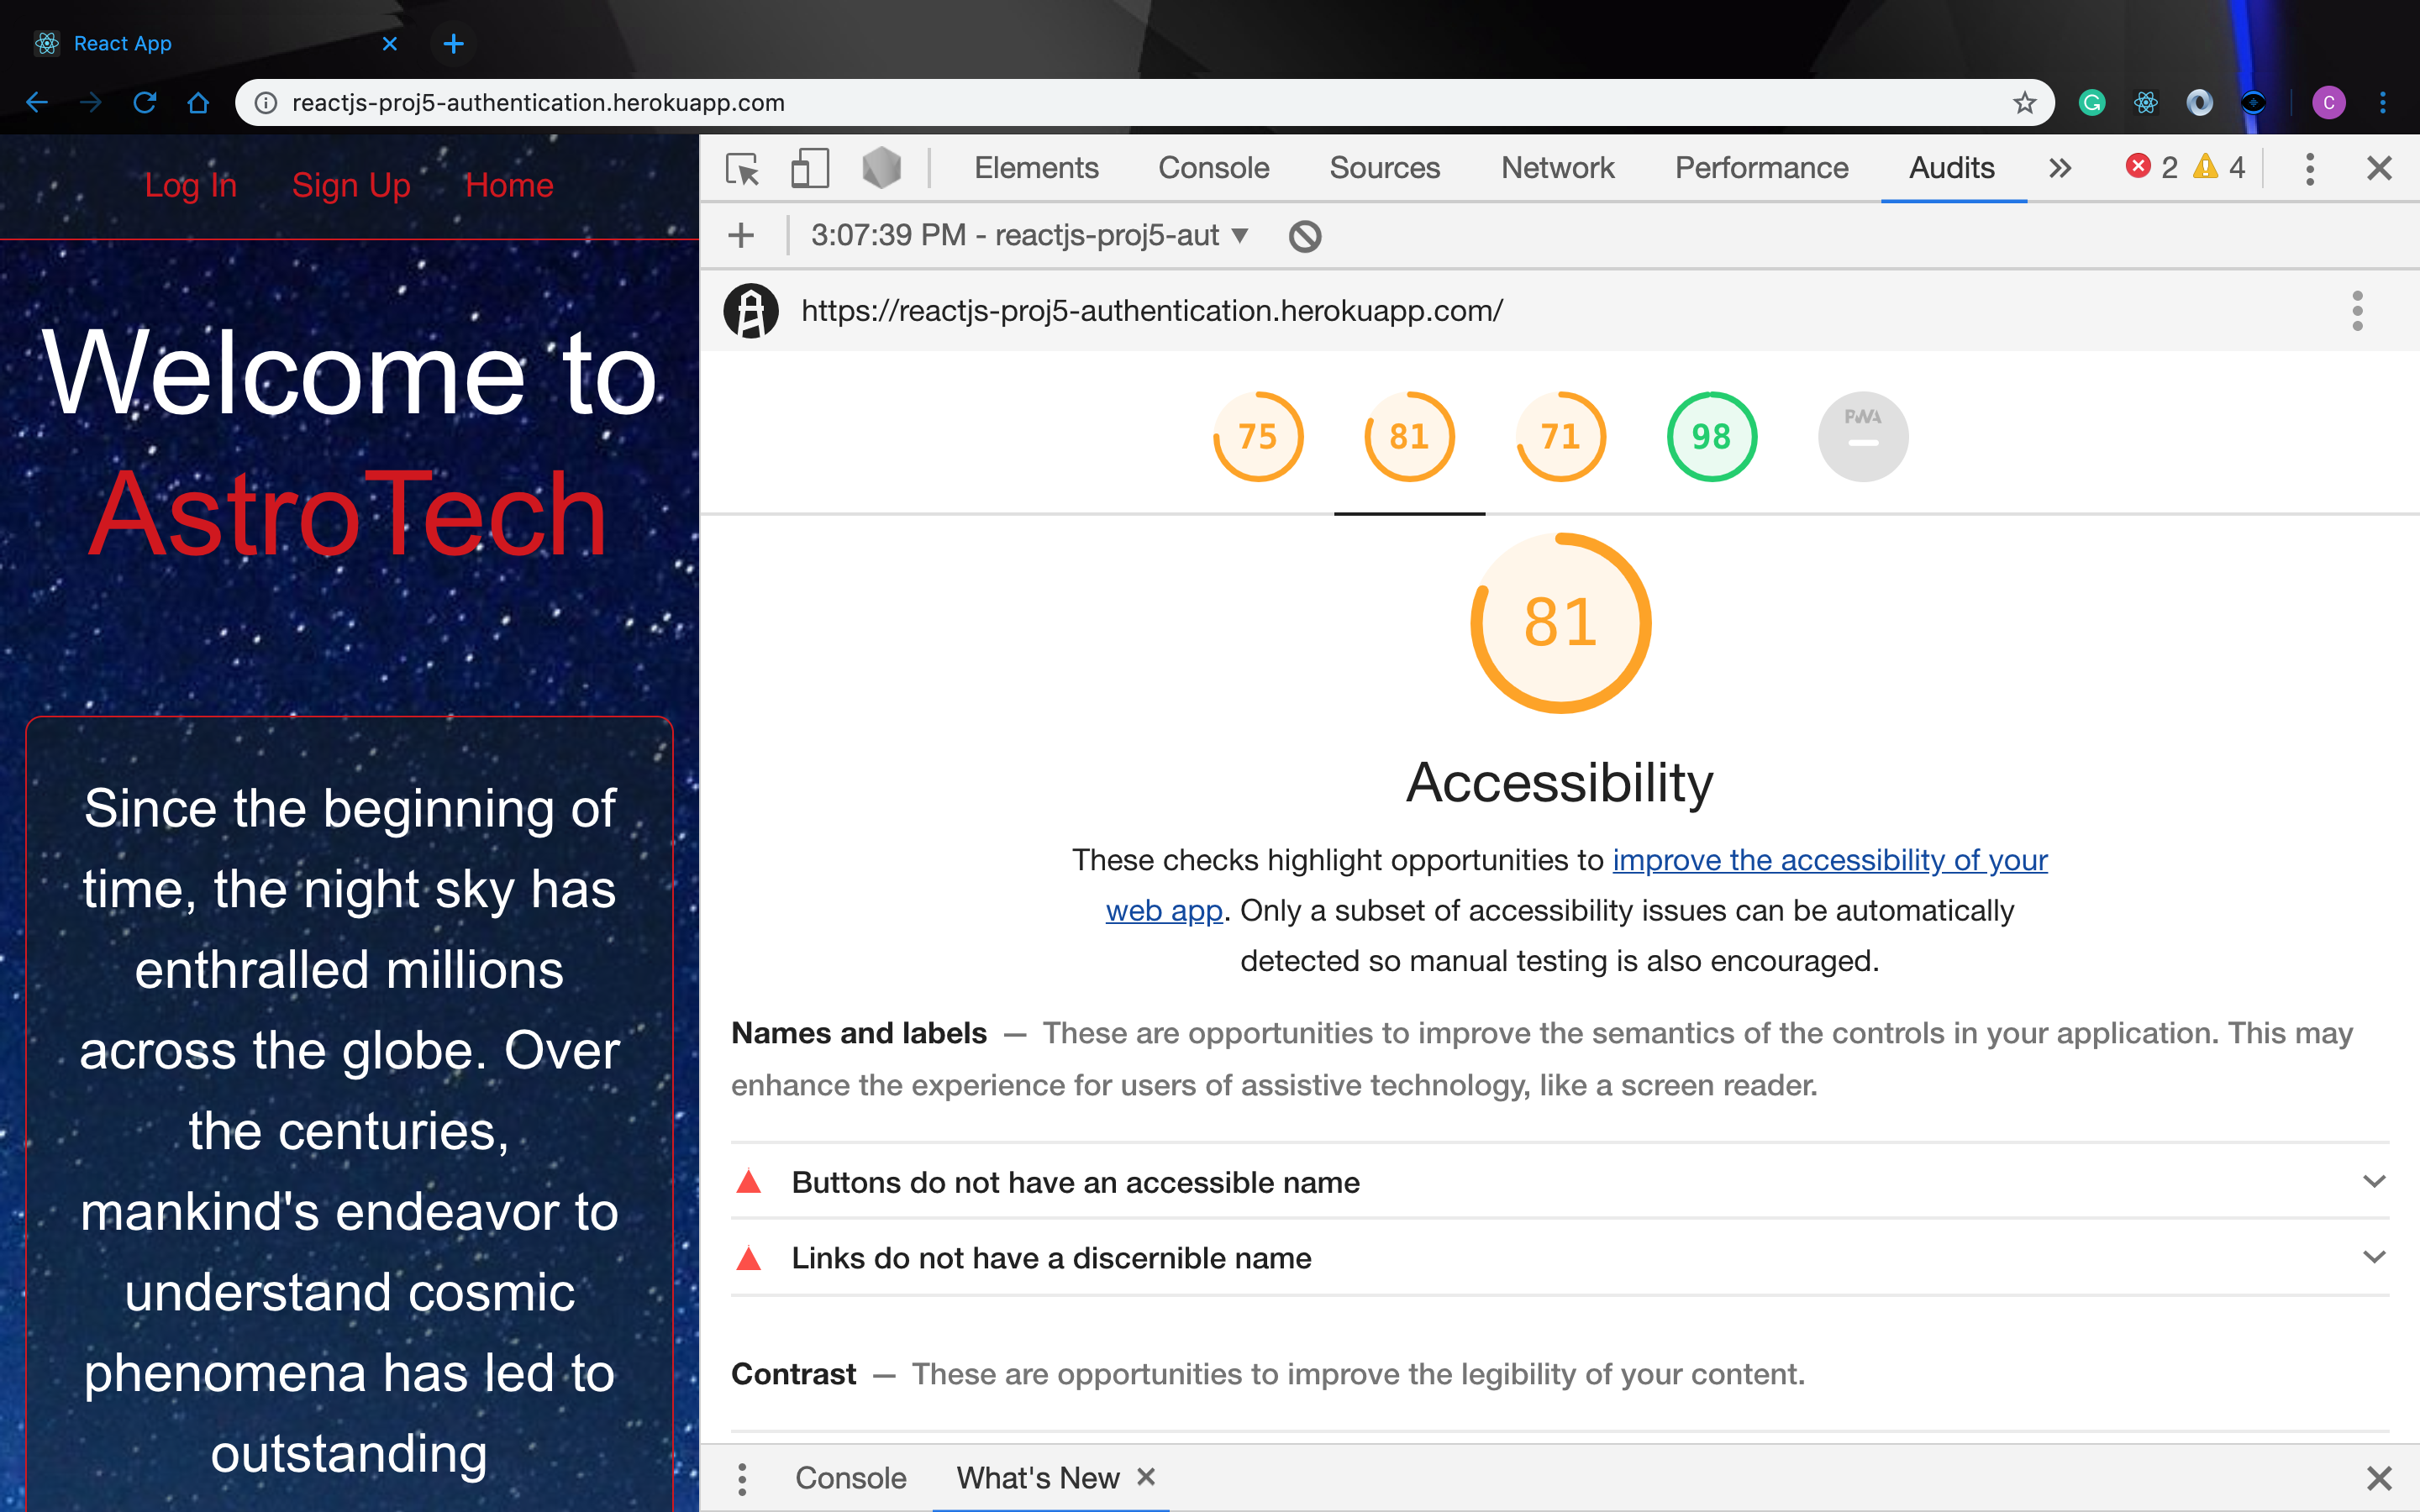 React App
reactjs-proj5-authentication.herokuapp.com
C
Log In Sign Up Home
Welcome to
AstroTech
Since the beginning of
time, the night sky has
enthralled millions
across the globe. Over
the centuries,
mankind's endeavor to
understand cosmic
phenomena has led to
outstanding
Elements Console Sources Network Performance Audits 2 4
3:07:39 PM - reactjs-proj5-aut
https://reactjs-proj5-authentication.herokuapp.com/
75 81 71 98 PWA
81
Accessibility
These checks highlight opportunities to improve the accessibility of your
web app. Only a subset of accessibility issues can be automatically
detected so manual testing is also encouraged.
Names and labels — These are opportunities to improve the semantics of the controls in your application. This may
enhance the experience for users of assistive technology, like a screen reader.
Buttons do not have an accessible name
Links do not have a discernible name
Contrast — These are opportunities to improve the legibility of your content.
Console What's New